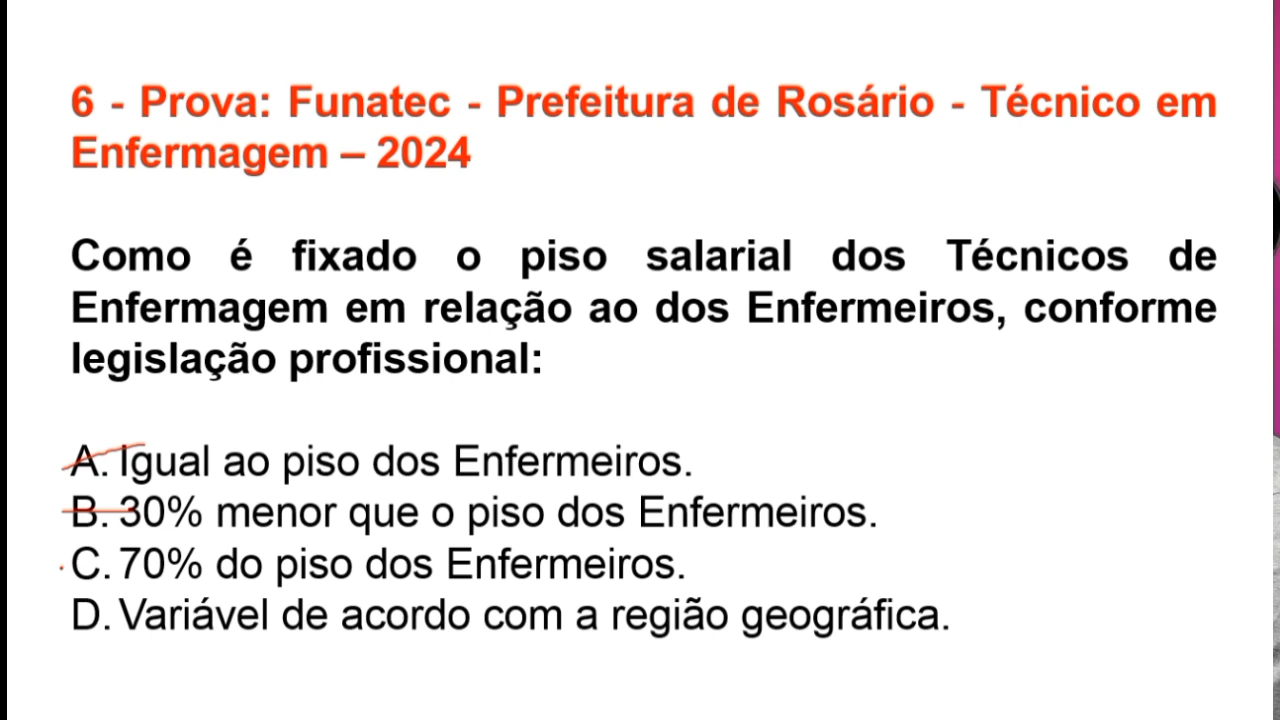 6 - Prova: Funatec - Prefeitura de Rosário - Técnico em
Enfermagem – 2024
Como é fixado o piso salarial dos Técnicos de
Enfermagem em relação ao dos Enfermeiros, conforme
legislação profissional:
A. Igual ao piso dos Enfermeiros.
B. 30% menor que o piso dos Enfermeiros.
C. 70% do piso dos Enfermeiros.
D. Variável de acordo com a região geográfica.